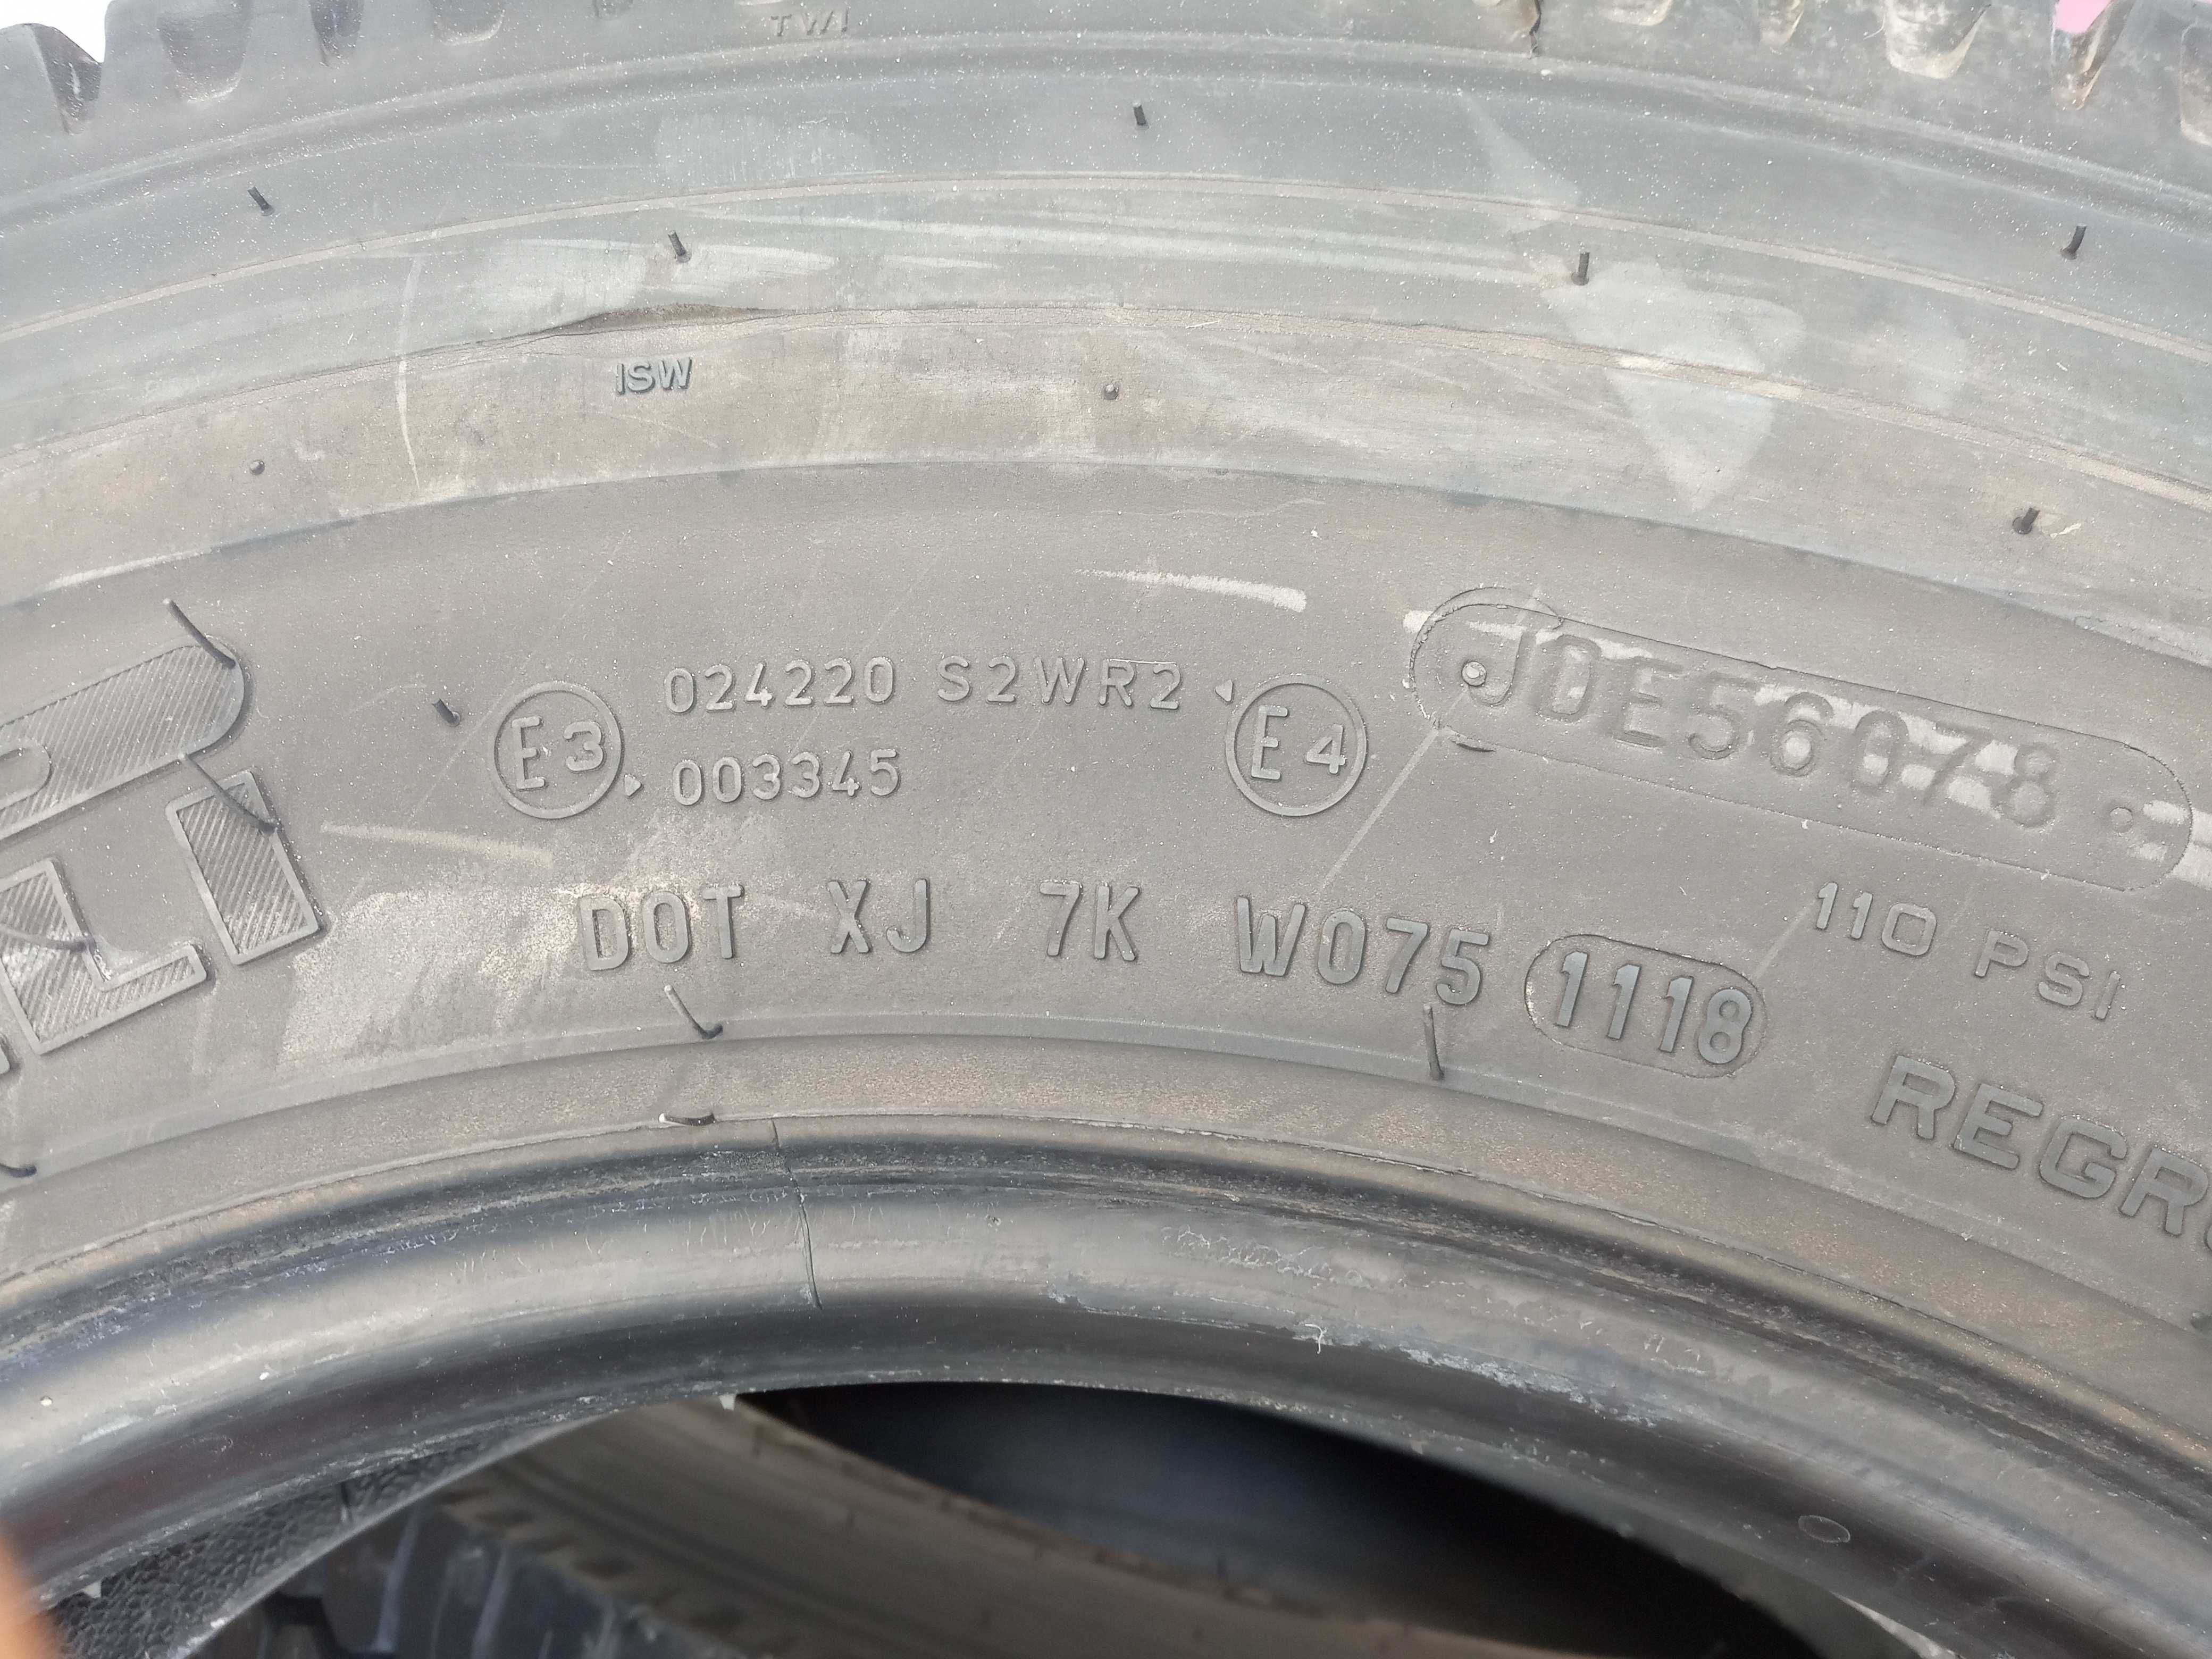 TWI
ISW
E3 024220 S2WR2 E4
003345
JDE56078
DOT XJ 7K W075 1118
110 PSI